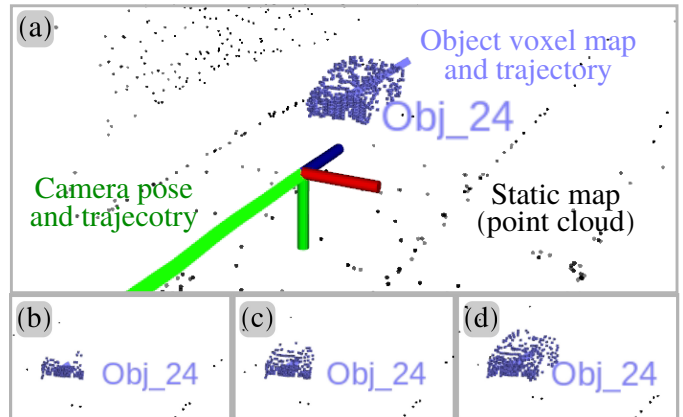 (a)
Object voxel map
and trajectory
Obj_24
Camera pose
and trajecotry
Static map
(point cloud)
(b)
Obj_24
(c)
Obj_24
(d)
Obj_24